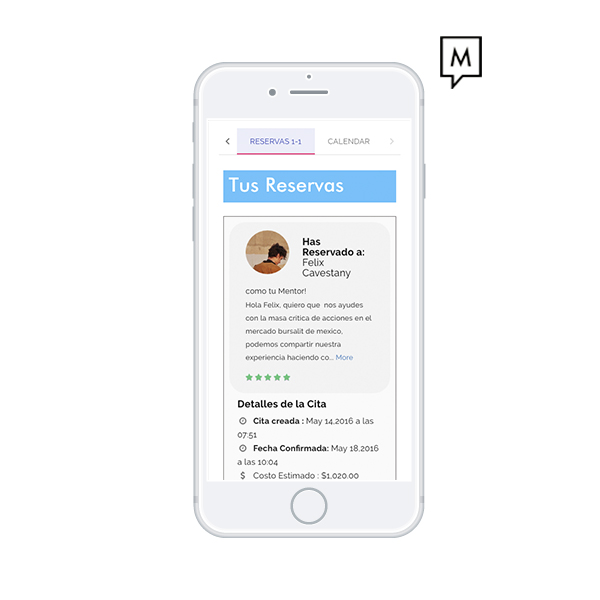 M
RESERVAS 1-1 CALENDAR
Tus Reservas
Has
Reservado a:
Felix
Cavestany
como tu Mentor!
Hola Felix, quiero que nos ayudes
con la masa critica de acciones en el
mercado bursalit de mexico,
podemos compartir nuestra
experiencia haciendo co... More
Detalles de la Cita
Cita creada : May 14,2016 a las
07:51
Fecha Confirmada: May 18,2016
a las 10:04
$ Costo Estimado : $1,020.00